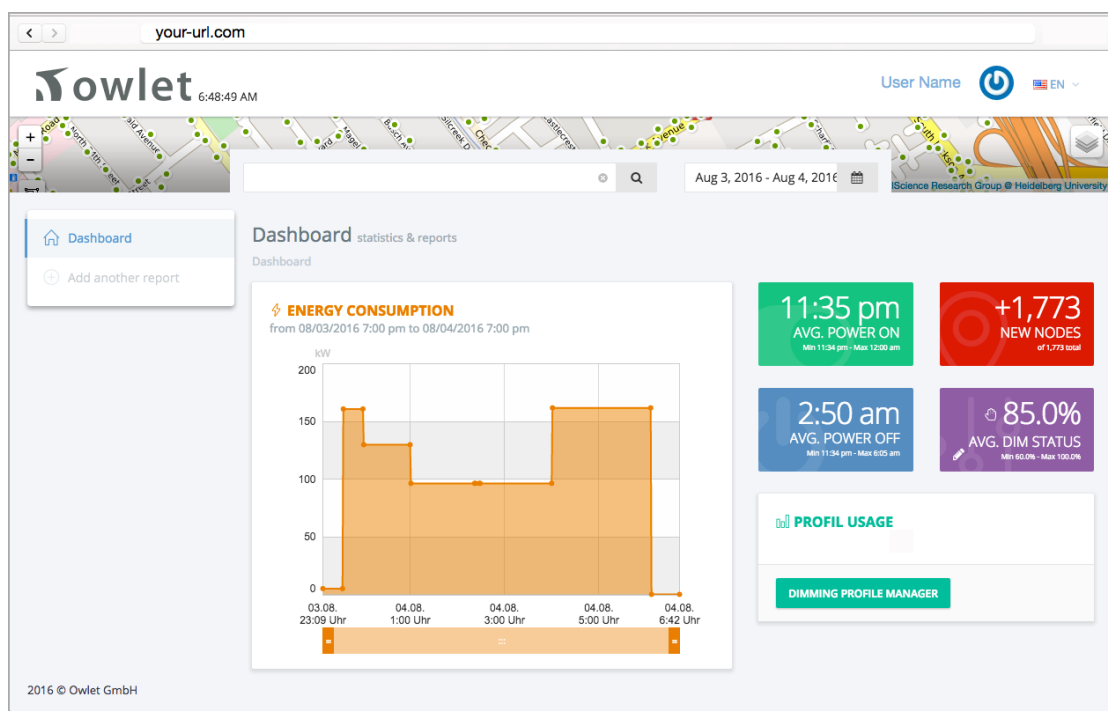 your-url.com
owlet 6:48:49 AM
User Name
EN
+
−
Aug 3, 2016 - Aug 4, 2016
Science Research Group @ Heidelberg University
Dashboard
Add another report
Dashboard statistics & reports
Dashboard
ENERGY CONSUMPTION
from 08/03/2016 7:00 pm to 08/04/2016 7:00 pm
kW
200
150
100
50
0
03.08. 04.08. 04.08. 04.08. 04.08.
23:09 Uhr 1:00 Uhr 3:00 Uhr 5:00 Uhr 6:42 Uhr
11:35 pm
AVG. POWER ON
Min 11:34 pm - Max 12:00 am
+1,773
NEW NODES
of 1,773 total
2:50 am
AVG. POWER OFF
Min 11:34 pm - Max 6:05 am
85.0%
AVG. DIM STATUS
Min 60.0% - Max 100.0%
PROFIL USAGE
DIMMING PROFILE MANAGER
2016 © Owlet GmbH